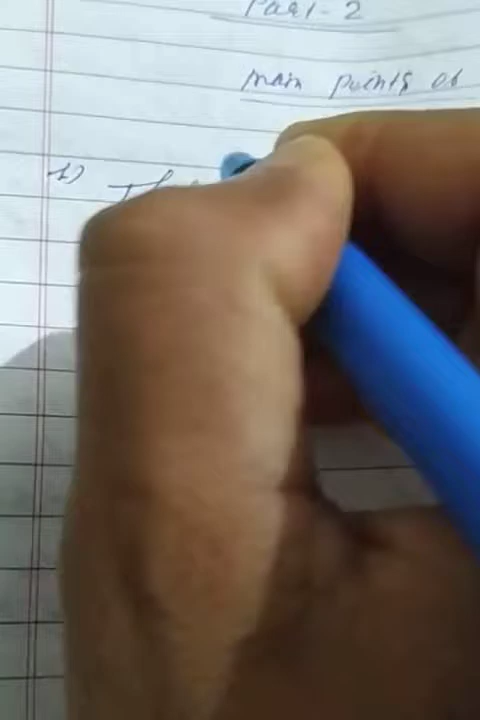 Part-2
main points of
1) The